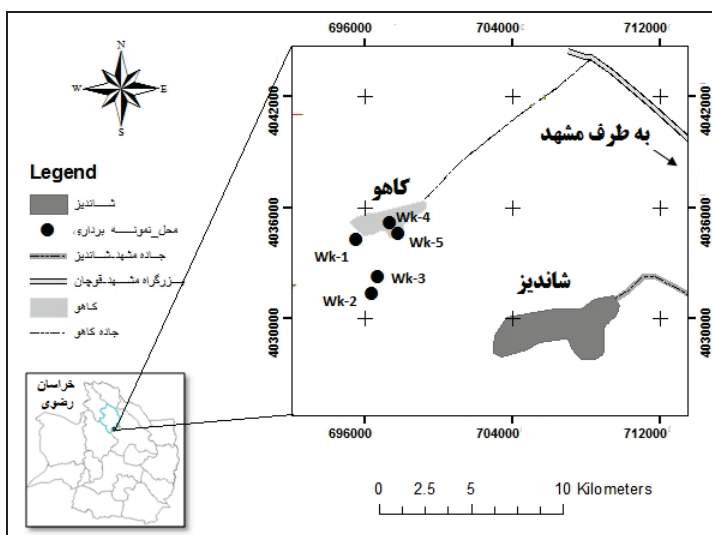 696000 704000 712000
N
W E
S
4042000 4042000
به طرف مشهد
Legend
شاندیز
محل_نمونه برداری
جاده مشهد-شاندیز
بزرگراه مشهد-قوچان
کاهو
جاده کاهو
کاهو
4036000 4036000
Wk-4
Wk-5
Wk-1
Wk-3
Wk-2
شاندیز
4030000 4030000
خراسان
رضوی
696000 704000 712000
0 2.5 5 10 Kilometers